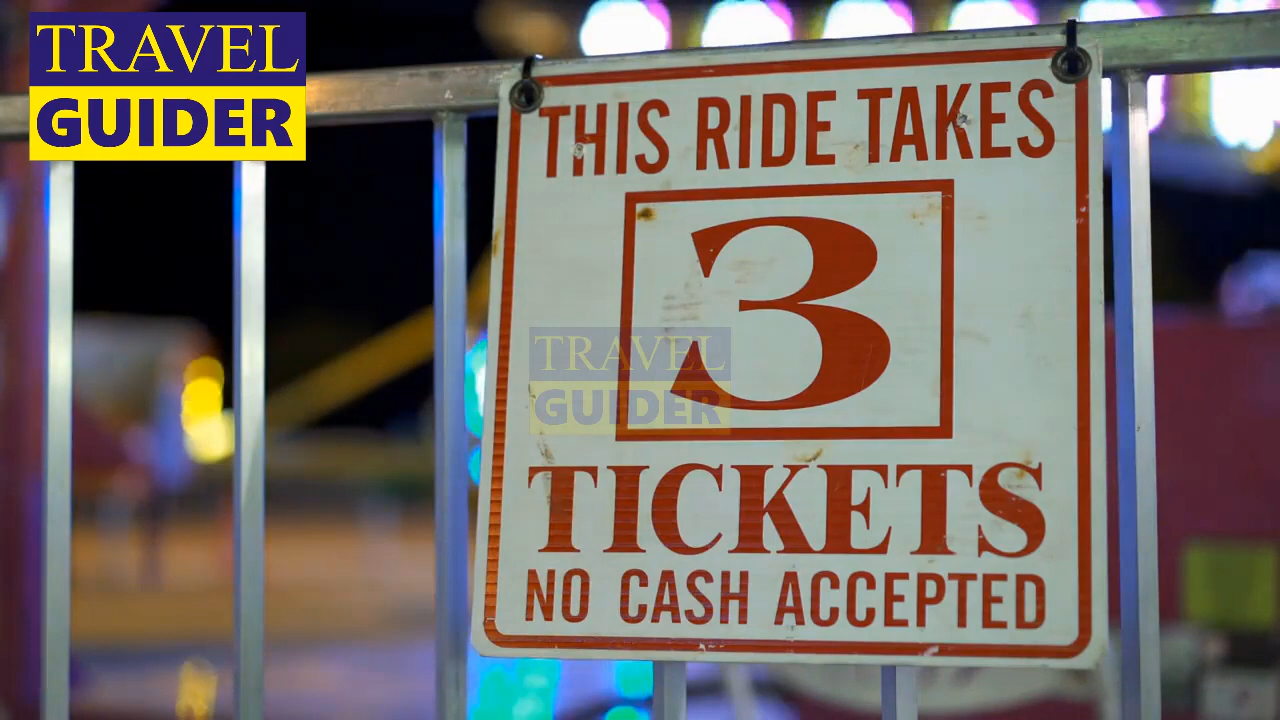 TRAVEL
GUIDER
THIS RIDE TAKES
3
TRAVEL
GUIDER
TICKETS
NO CASH ACCEPTED